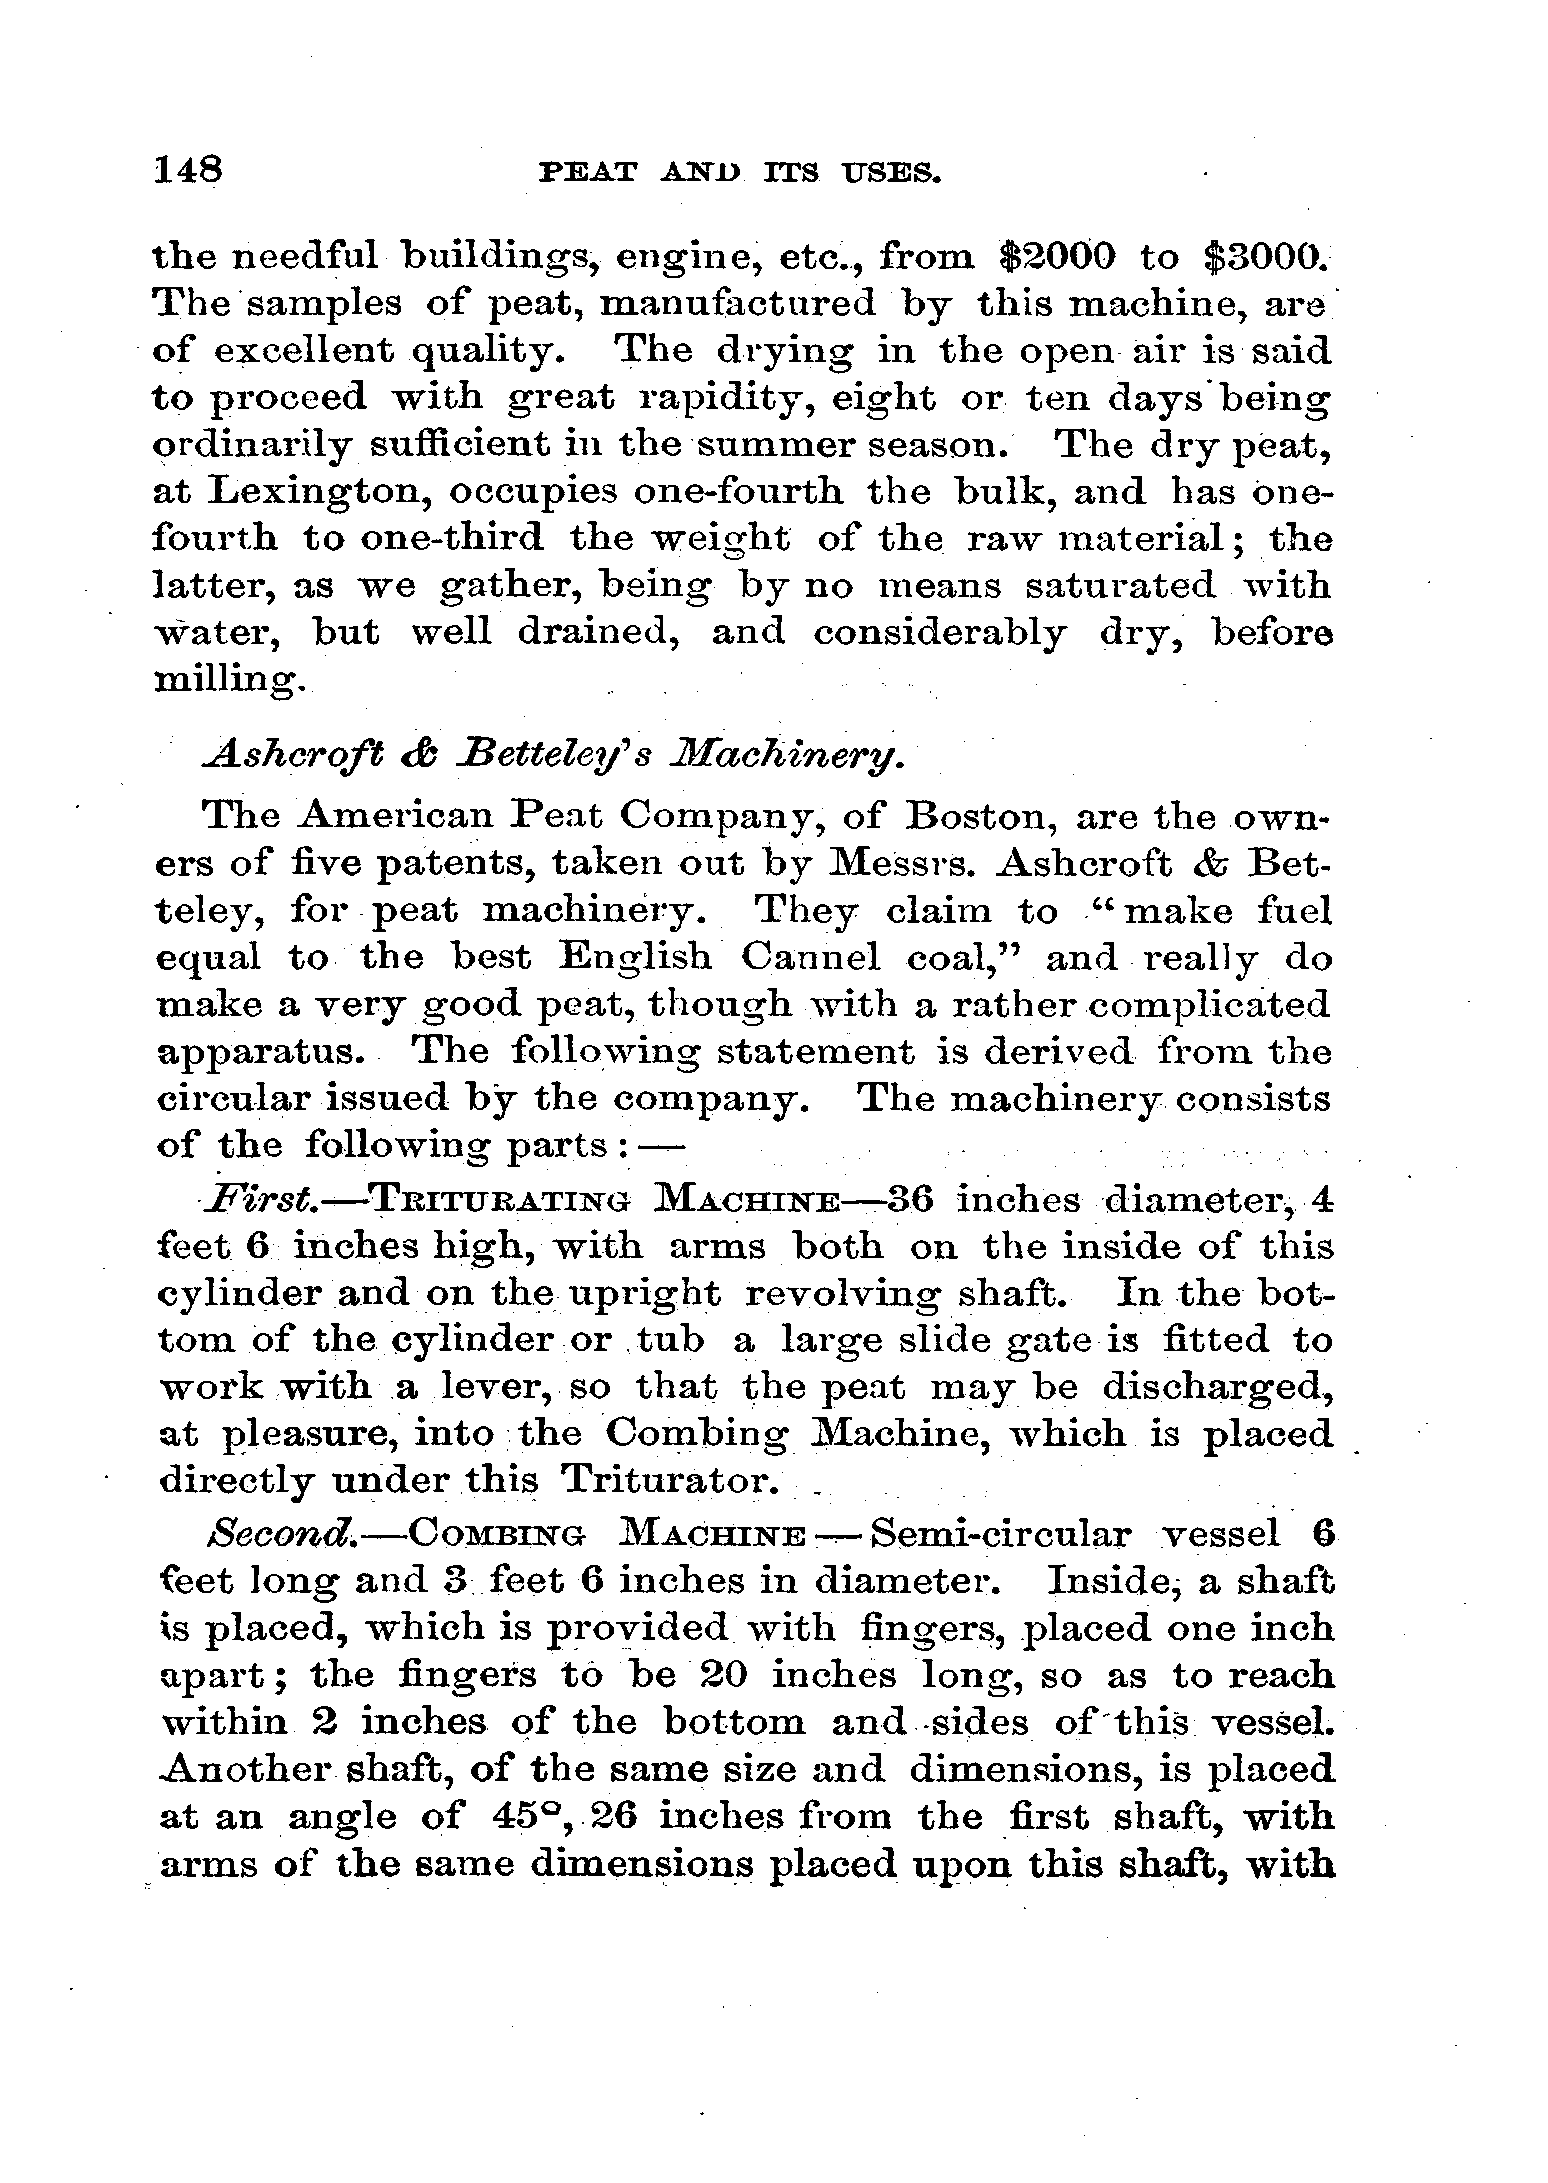 148 PEAT AND ITS USES.
the needful buildings, engine, etc., from $2000 to $3000.
The samples of peat, manufactured by this machine, are
of excellent quality. The drying in the open air is said
to proceed with great rapidity, eight or ten days being
ordinarily sufficient in the summer season. The dry peat,
at Lexington, occupies one-fourth the bulk, and has one-
fourth to one-third the weight of the raw material; the
latter, as we gather, being by no means saturated with
water, but well drained, and considerably dry, before
milling.
Ashcroft & Betteley's Machinery.
The American Peat Company, of Boston, are the own-
ers of five patents, taken out by Messrs. Ashcroft & Bet-
teley, for peat machinery. They claim to "make fuel
equal to the best English Cannel coal," and really do
make a very good peat, though with a rather complicated
apparatus. The following statement is derived from the
circular issued by the company. The machinery consists
of the following parts:—
First.—TRITURATING MACHINE—36 inches diameter, 4
feet 6 inches high, with arms both on the inside of this
cylinder and on the upright revolving shaft. In the bot-
tom of the cylinder or tub a large slide gate is fitted to
work with a lever, so that the peat may be discharged,
at pleasure, into the Combing Machine, which is placed
directly under this Triturator.
Second.—COMBING MACHINE—Semi-circular vessel 6
feet long and 3 feet 6 inches in diameter. Inside, a shaft
is placed, which is provided with fingers, placed one inch
apart; the fingers to be 20 inches long, so as to reach
within 2 inches of the bottom and sides of this vessel.
Another shaft, of the same size and dimensions, is placed
at an angle of 45°, 26 inches from the first shaft, with
arms of the same dimensions placed upon this shaft, with